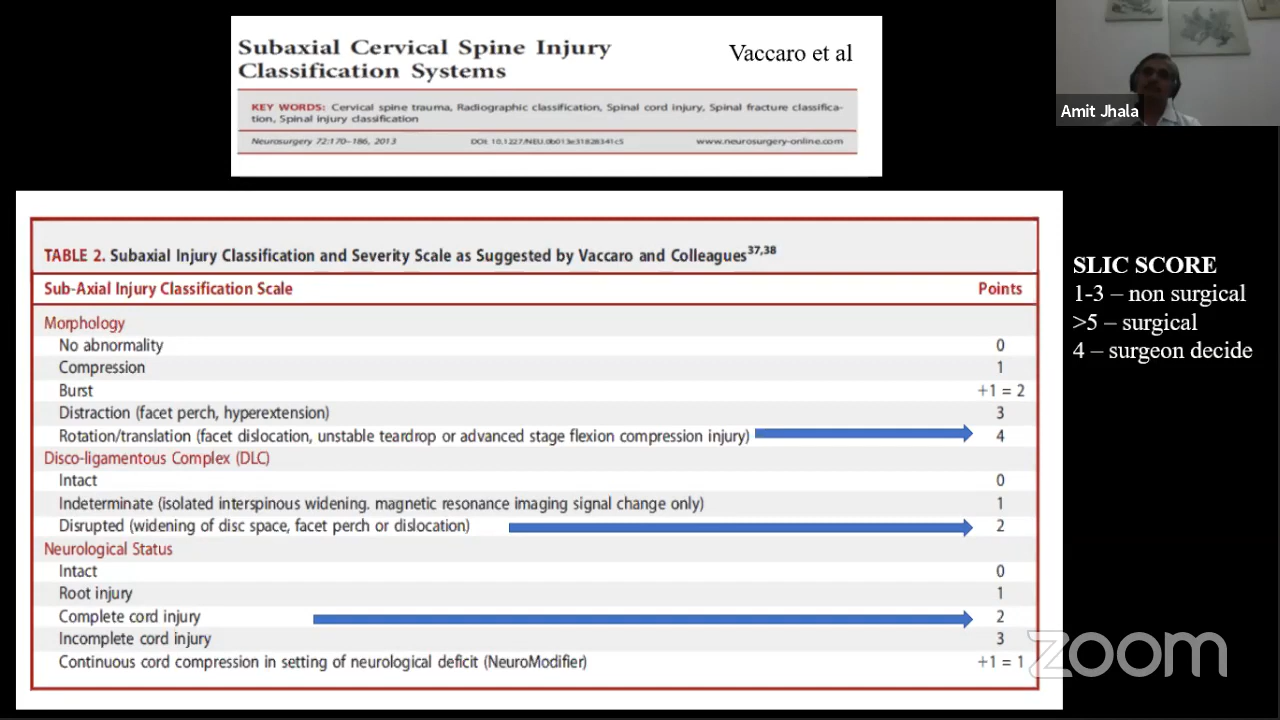 Subaxial Cervical Spine Injury
Classification Systems
Vaccaro et al
KEY WORDS: Cervical spine trauma, Radiographic classification, Spinal cord injury, Spinal fracture classifica-
tion, Spinal injury classification
Neurosurgery 72:170–186, 2013 DOI: 10.1227/NEU.0b013e31828341c5 www.neurosurgery-online.com
Amit Jhala
TABLE 2. Subaxial Injury Classification and Severity Scale as Suggested by Vaccaro and Colleagues37,38
Sub-Axial Injury Classification Scale Points
Morphology
No abnormality 0
Compression 1
Burst +1 = 2
Distraction (facet perch, hyperextension) 3
Rotation/translation (facet dislocation, unstable teardrop or advanced stage flexion compression injury) 4
Disco-ligamentous Complex (DLC)
Intact 0
Indeterminate (isolated interspinous widening. magnetic resonance imaging signal change only) 1
Disrupted (widening of disc space, facet perch or dislocation) 2
Neurological Status
Intact 0
Root injury 1
Complete cord injury 2
Incomplete cord injury 3
Continuous cord compression in setting of neurological deficit (NeuroModifier) +1 = 1
SLIC SCORE
1-3 – non surgical
>5 – surgical
4 – surgeon decide
zoom